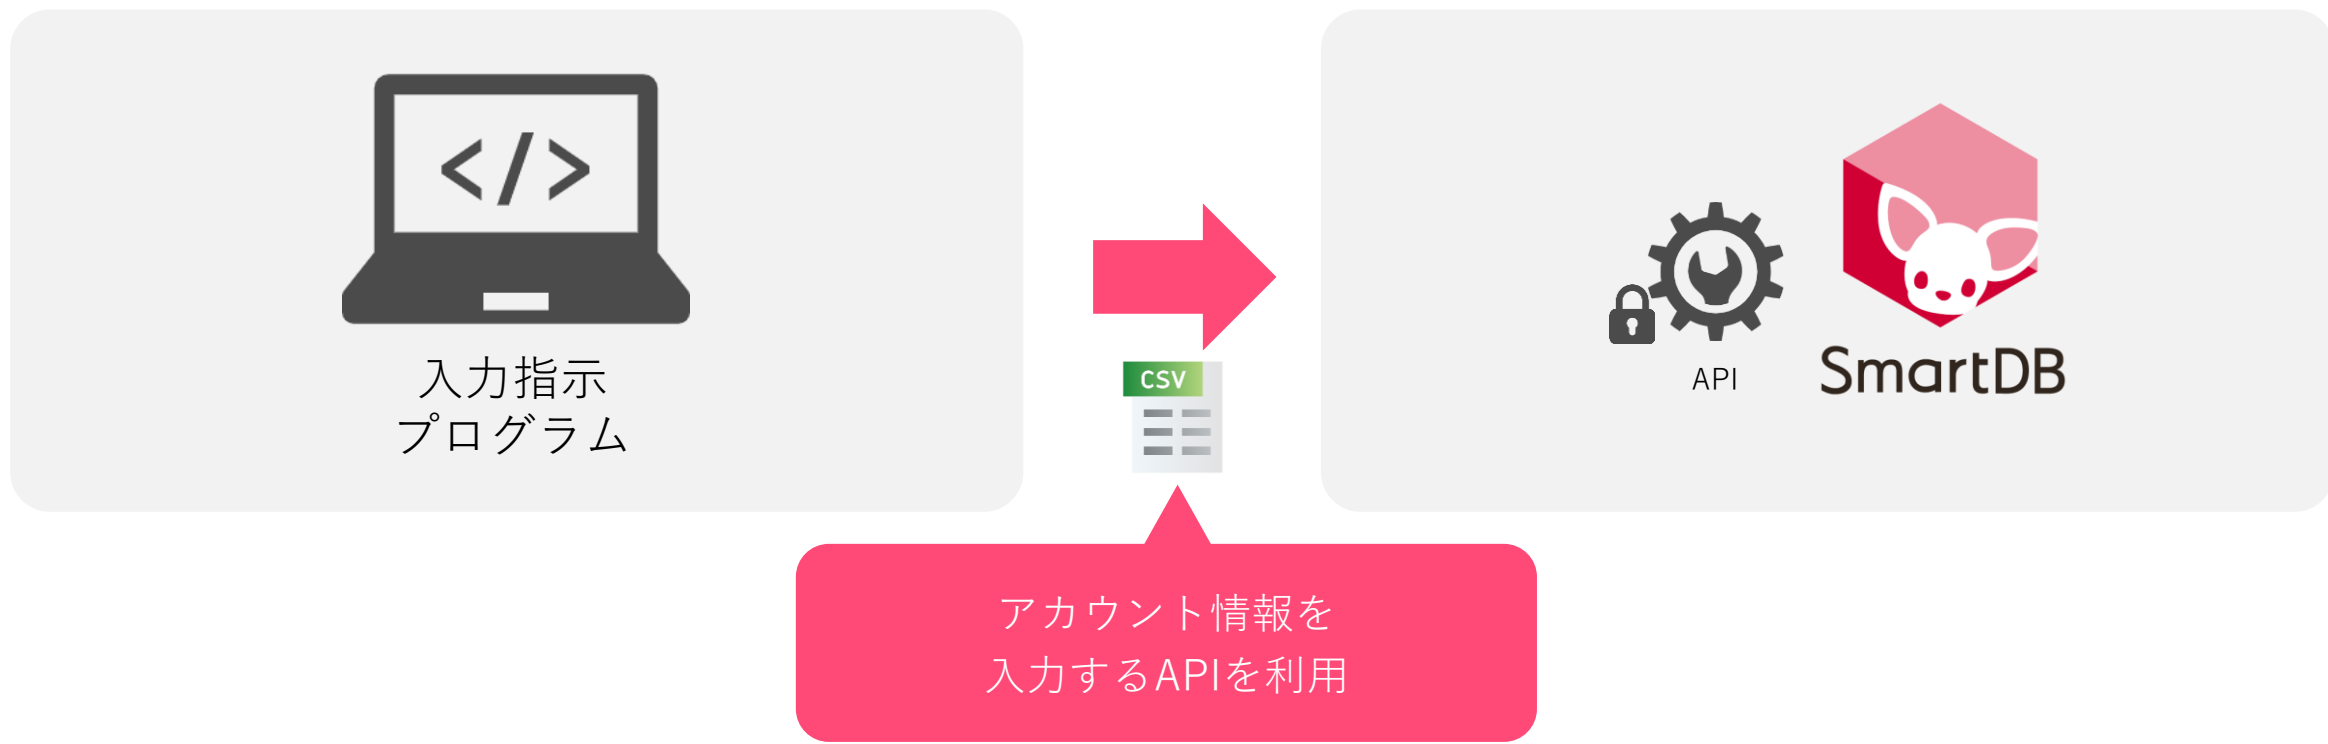 </>
入力指示
プログラム
CSV
API
SmartDB
アカウント情報を
入力するAPIを利用